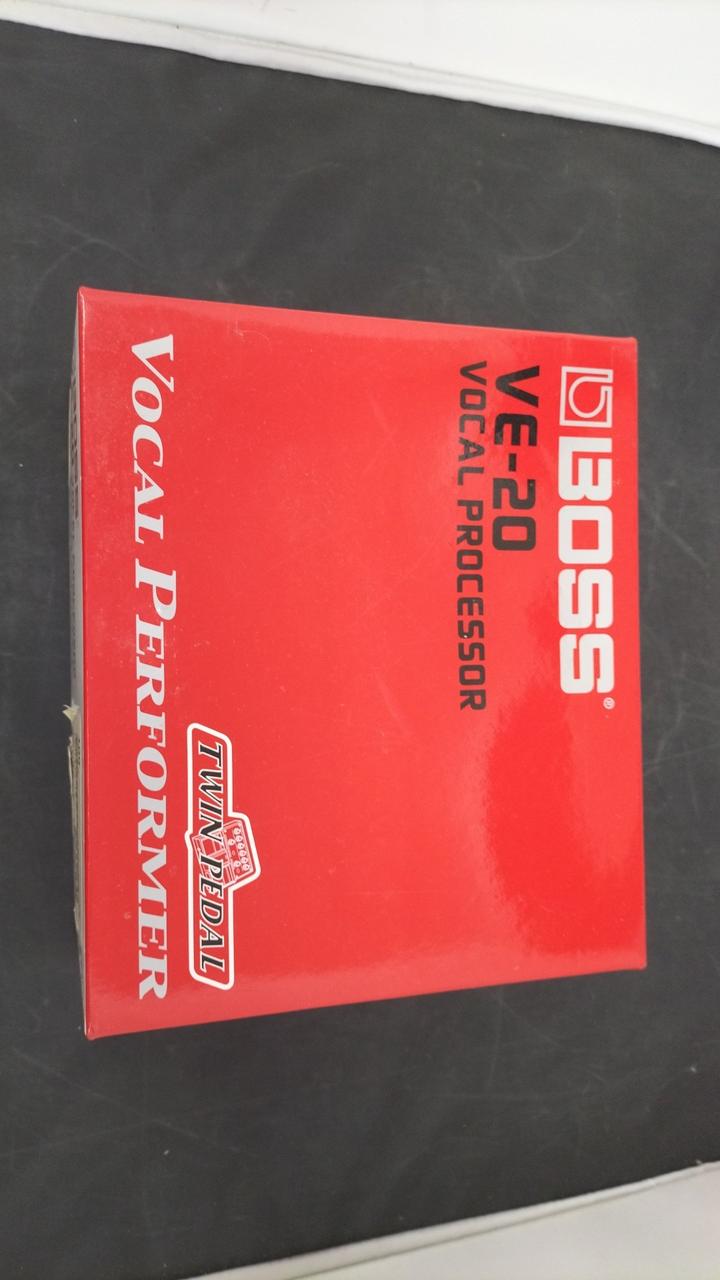 BOSS®
VE-20
VOCAL PROCESSOR
TWIN PEDAL
VOCAL PERFORMER